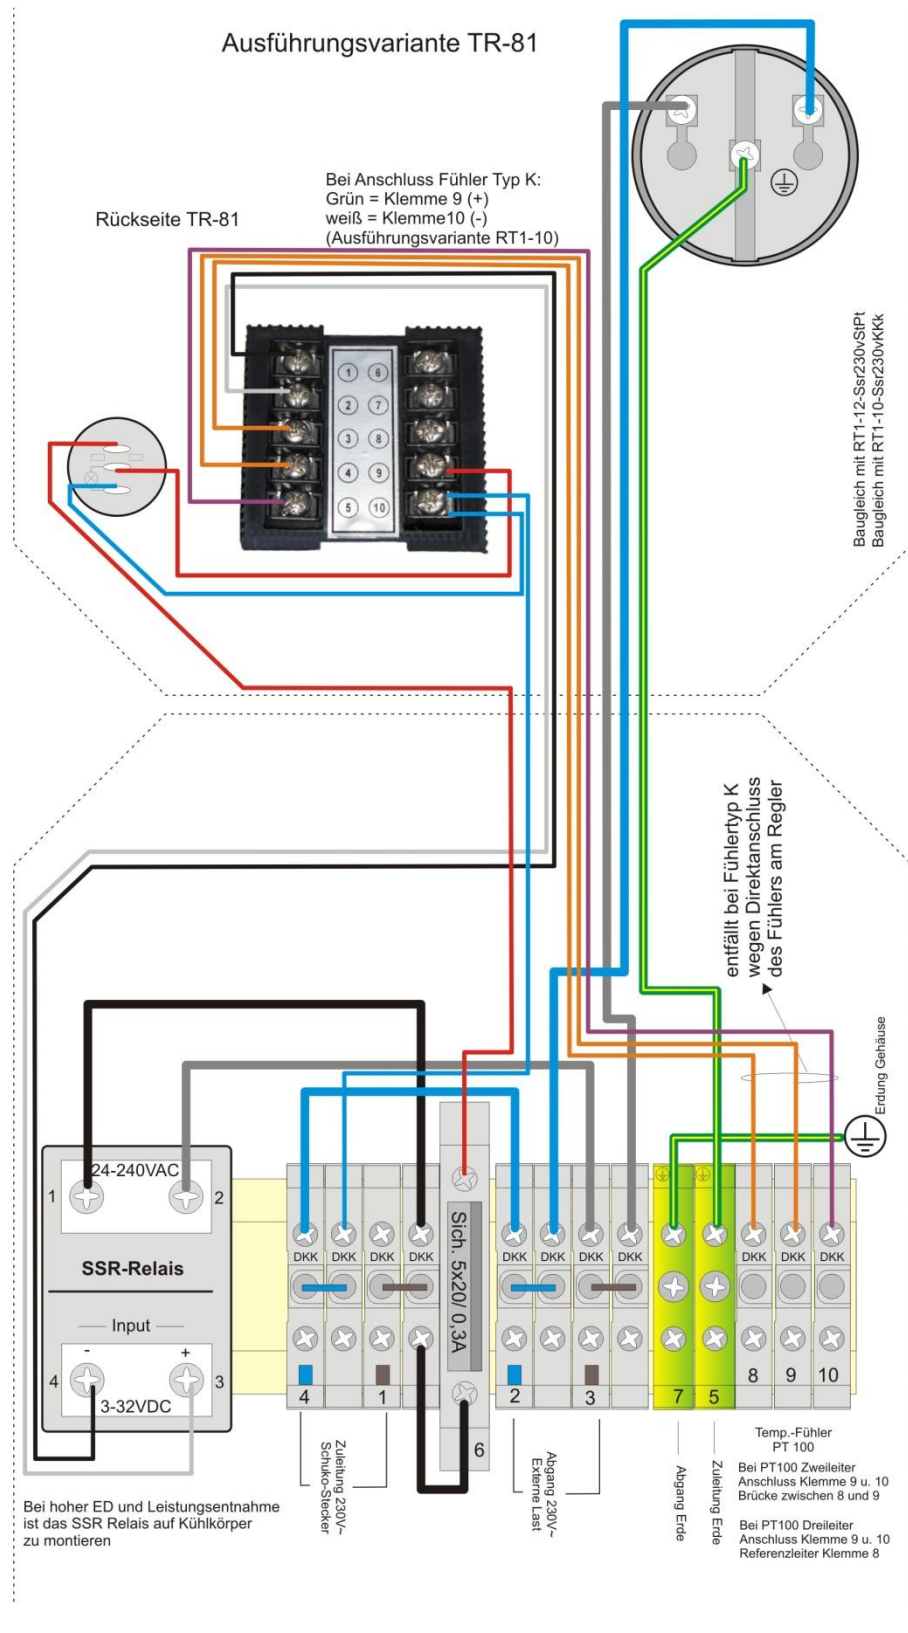 Ausführungsvariante TR-81
Bei Anschluss Fühler Typ K:
Grün = Klemme 9 (+)
weiß = Klemme10 (-)
(Ausführungsvariante RT1-10)
Rückseite TR-81
Baugleich mit RT1-12-Ssr230vStPt
Baugleich mit RT1-10-Ssr230vKKk
1 6
2 7
3 8
4 9
5 10
entfällt bei Fühlertyp K
wegen Direktanschluss
des Fühlers am Regler
Erdung Gehäuse
24-240VAC
1
2
SSR-Relais
Input
- +
4
3
3-32VDC
DKK DKK DKK DKK
Sich. 5x20/ 0,3A
DKK DKK DKK DKK
DKK DKK DKK
4 1
6
2 3
7 5 8 9 10
Zuleitung 230V~
Schuko-Stecker
Abgang 230V~
Externe Last
Abgang Erde
Zuleitung Erde
Temp.-Fühler
PT 100
Bei PT100 Zweileiter
Anschluss Klemme 9 u. 10
Brücke zwischen 8 und 9
Bei PT100 Dreileiter
Anschluss Klemme 9 u. 10
Referenzleiter Klemme 8
Bei hoher ED und Leistungsentnahme
ist das SSR Relais auf Kühlkörper
zu montieren